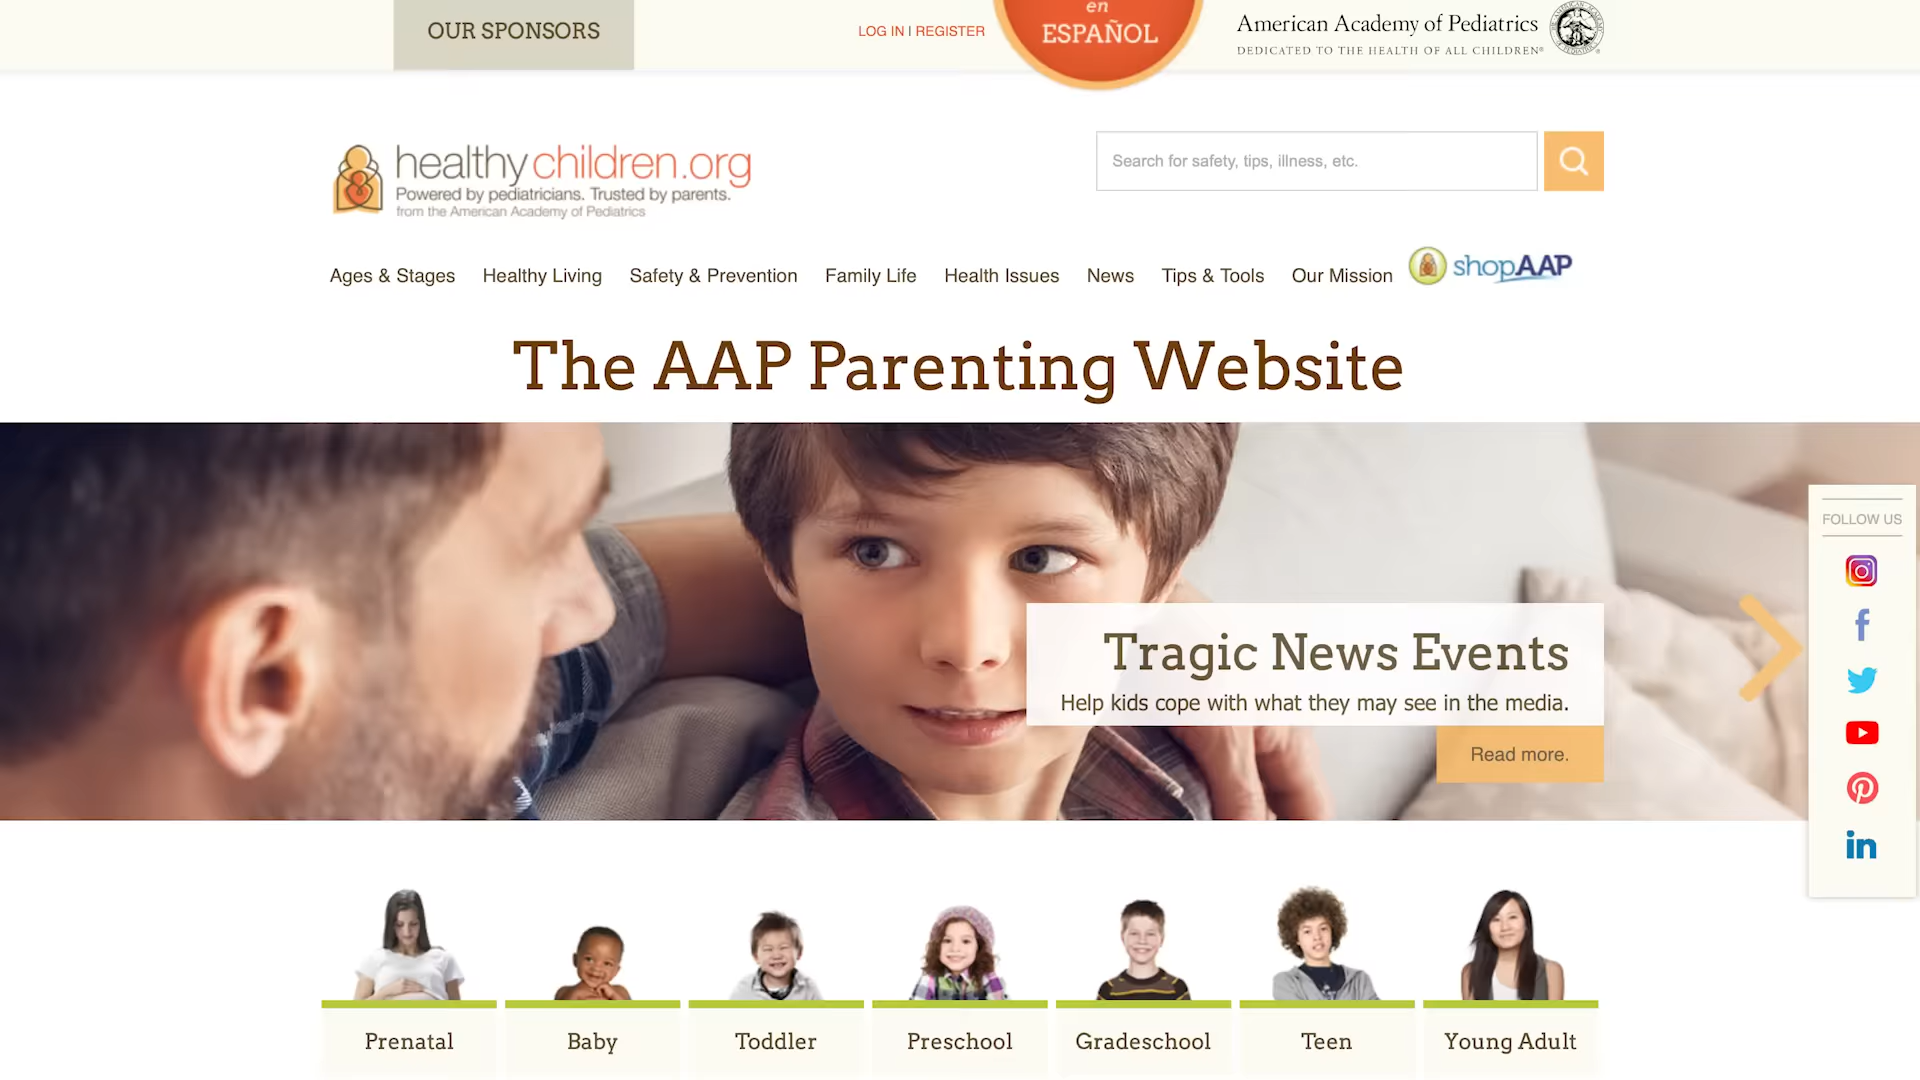 OUR SPONSORS
LOG IN | REGISTER
en
ESPAÑOL
American Academy of Pediatrics
DEDICATED TO THE HEALTH OF ALL CHILDREN®
healthychildren.org
Powered by pediatricians. Trusted by parents.
from the American Academy of Pediatrics
Search for safety, tips, illness, etc.
Ages & Stages Healthy Living Safety & Prevention Family Life Health Issues News Tips & Tools Our Mission shopAAP
The AAP Parenting Website
Tragic News Events
Help kids cope with what they may see in the media.
Read more.
FOLLOW US
Prenatal Baby Toddler Preschool Gradeschool Teen Young Adult